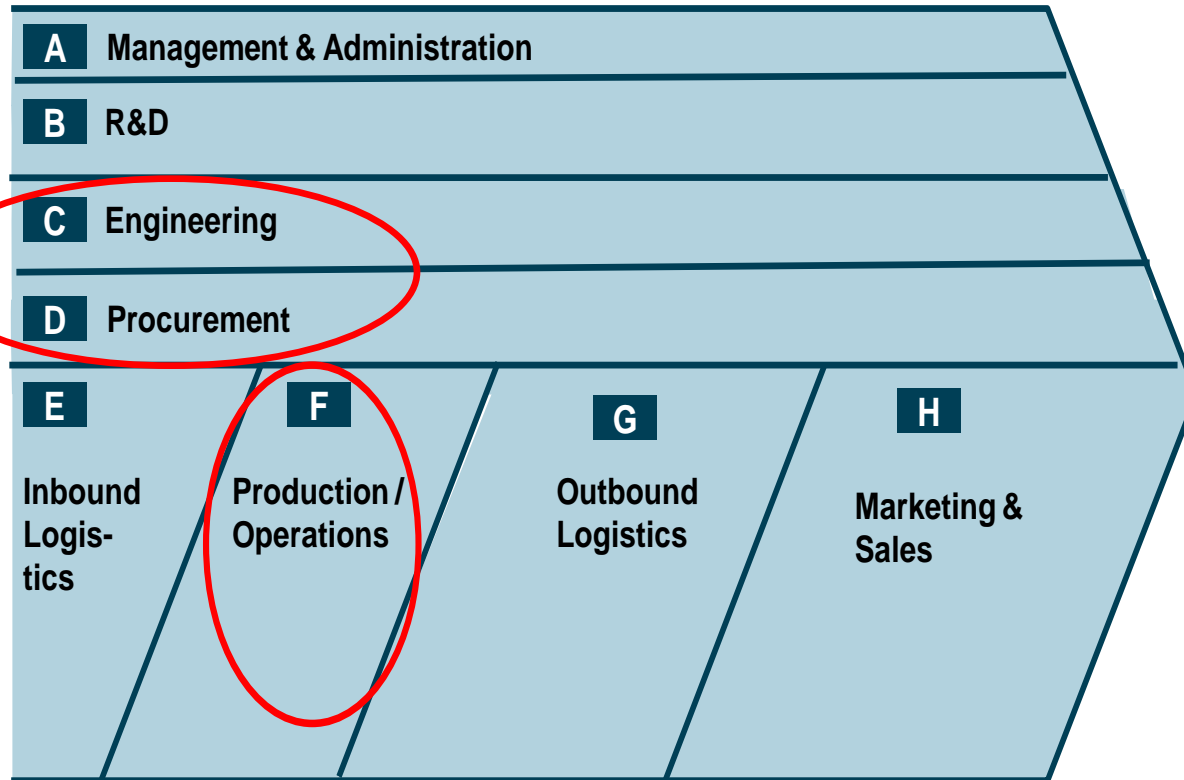 A Management & Administration
B R&D
C Engineering
D Procurement
E
F
G
H
Inbound
Logis-
tics
Production /
Operations
Outbound
Logistics
Marketing &
Sales